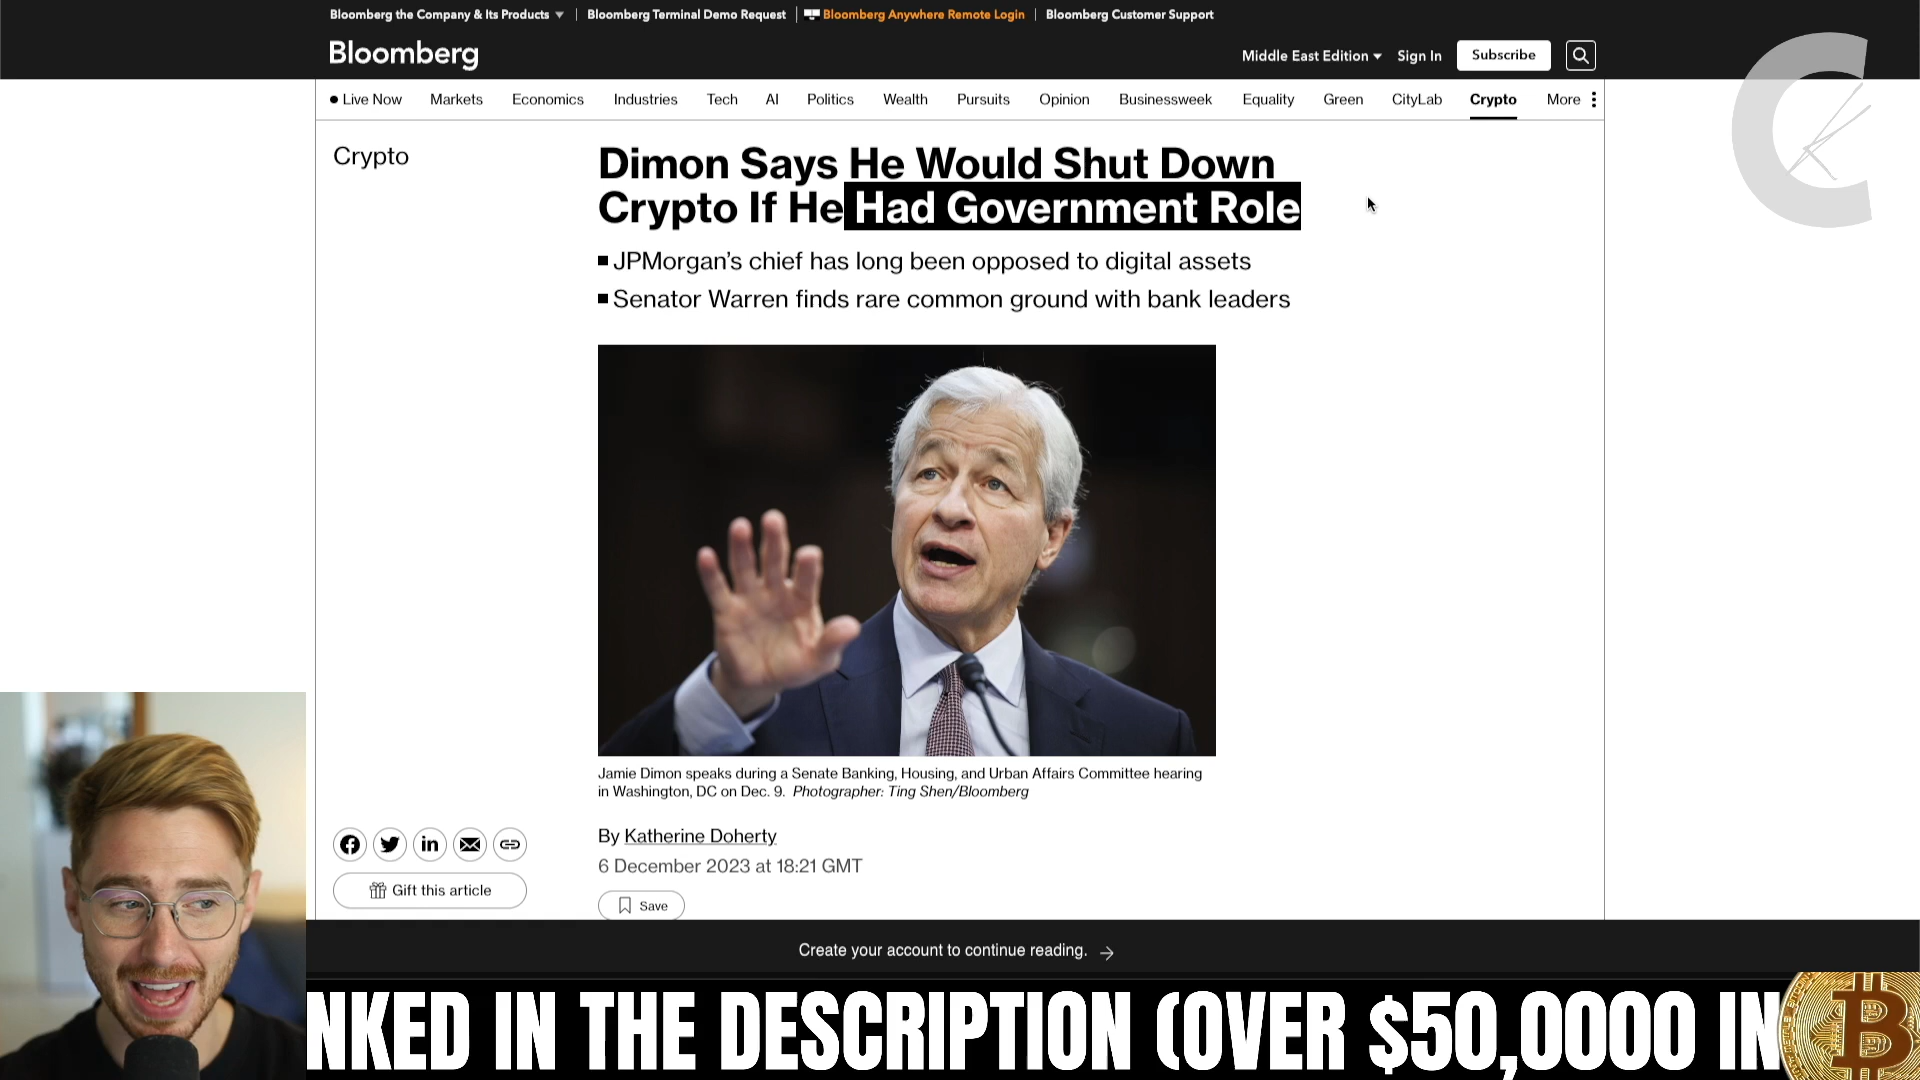 Bloomberg the Company & Its Products
Bloomberg Terminal Demo Request
Bloomberg Anywhere Remote Login
Bloomberg Customer Support
Bloomberg
Middle East Edition
Sign In
Subscribe
Live Now
Markets
Economics
Industries
Tech
AI
Politics
Wealth
Pursuits
Opinion
Businessweek
Equality
Green
CityLab
Crypto
More
Crypto
Dimon Says He Would Shut Down
Crypto If He Had Government Role
JPMorgan’s chief has long been opposed to digital assets
Senator Warren finds rare common ground with bank leaders
Jamie Dimon speaks during a Senate Banking, Housing, and Urban Affairs Committee hearing
in Washington, DC on Dec. 9. Photographer: Ting Shen/Bloomberg
By Katherine Doherty
6 December 2023 at 18:21 GMT
Gift this article
Save
Create your account to continue reading.
NKED IN THE DESCRIPTION (OVER $50,0000 IN